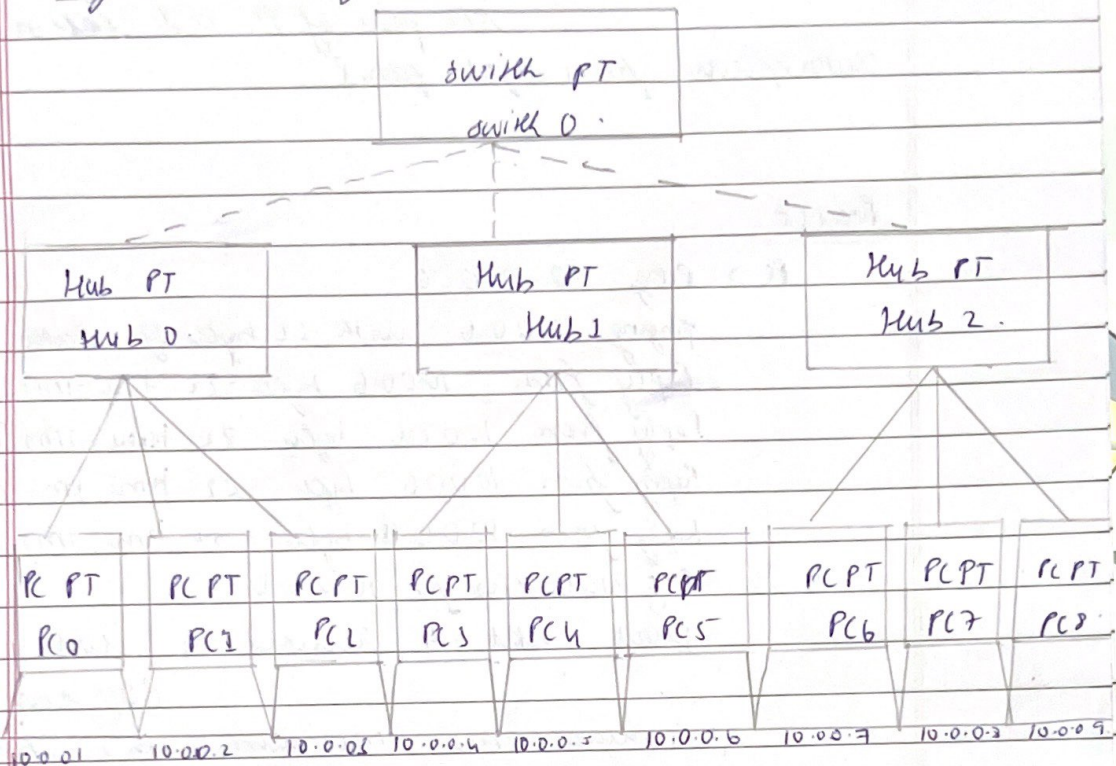 switch PT
switch 0.
Hub PT
Hub 0
Hub PT
Hub 1
Hub PT
Hub 2.
PC PT
PC0
PC PT
PC1
PC PT
PC2
PC PT
PC3
PC PT
PC4
PC PT
PC5
PC PT
PC6
PC PT
PC7
PC PT
PC8
10.0.01 10.0.0.2 10.0.0.3 10.0.0.4 10.0.0.5 10.0.0.6 10.0.0.7 10.0.0.8 10.0.0.9